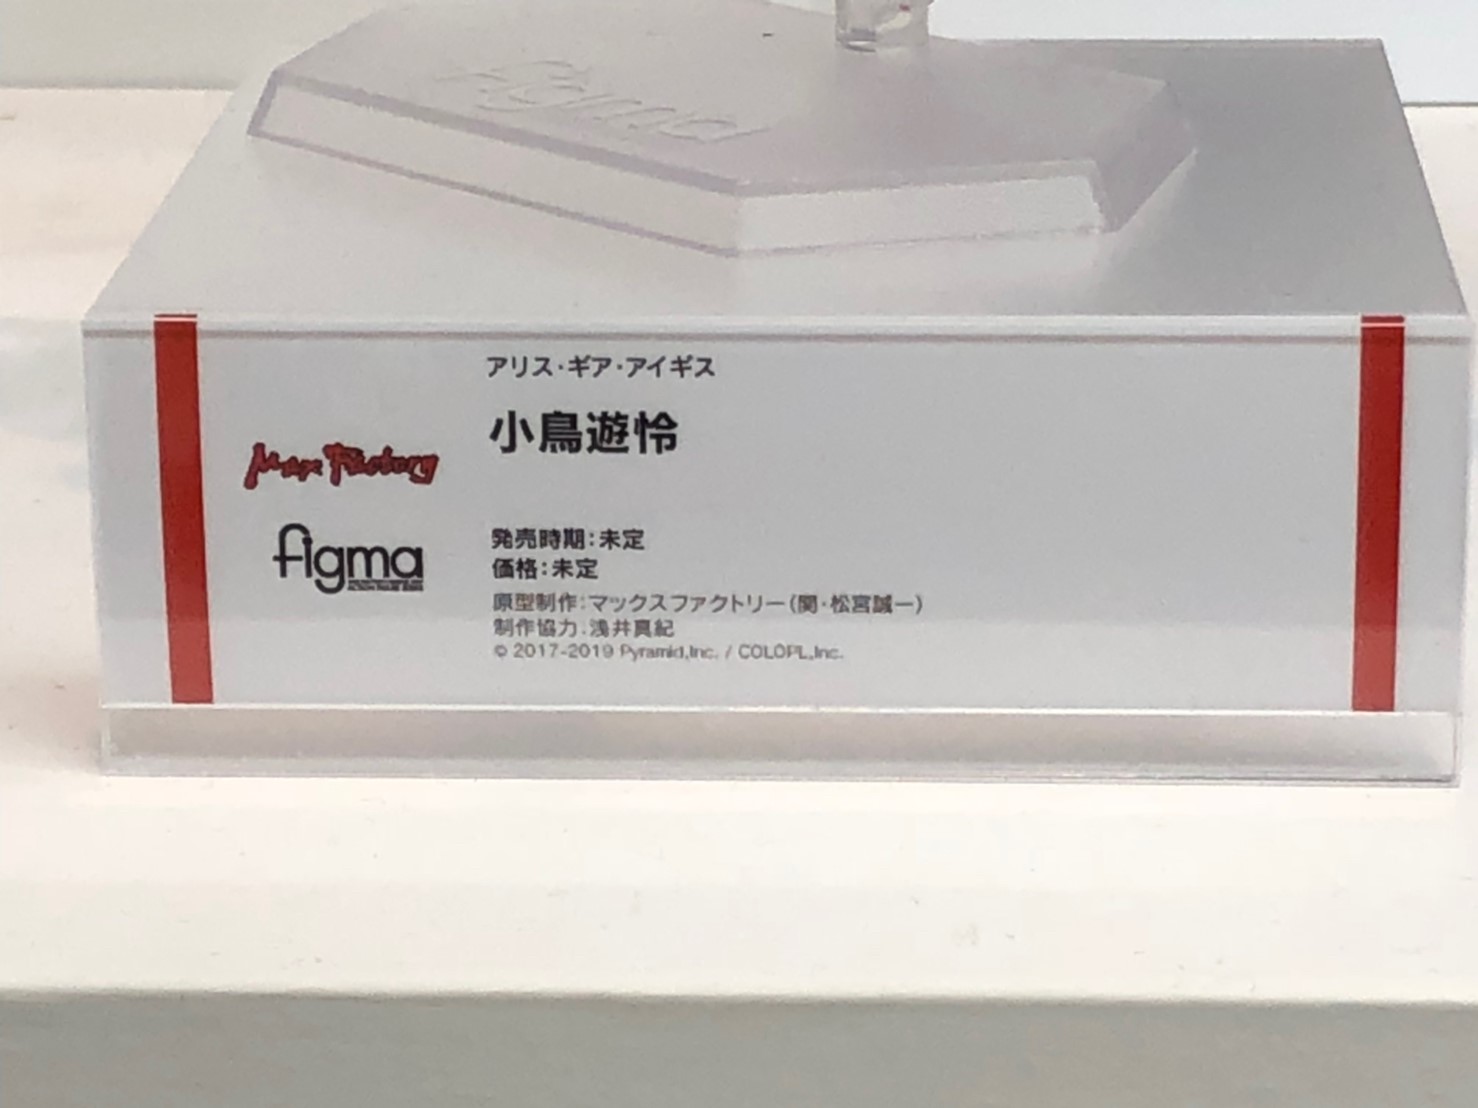 figma
アリス・ギア・アイギス
小鳥遊怜
Max Factory
figma
発売時期:未定
価格:未定
原型制作:マックスファクトリー(関・松宮誠一)
制作協力:浅井真紀
© 2017-2019 Pyramid,Inc. / COLOPL,Inc.